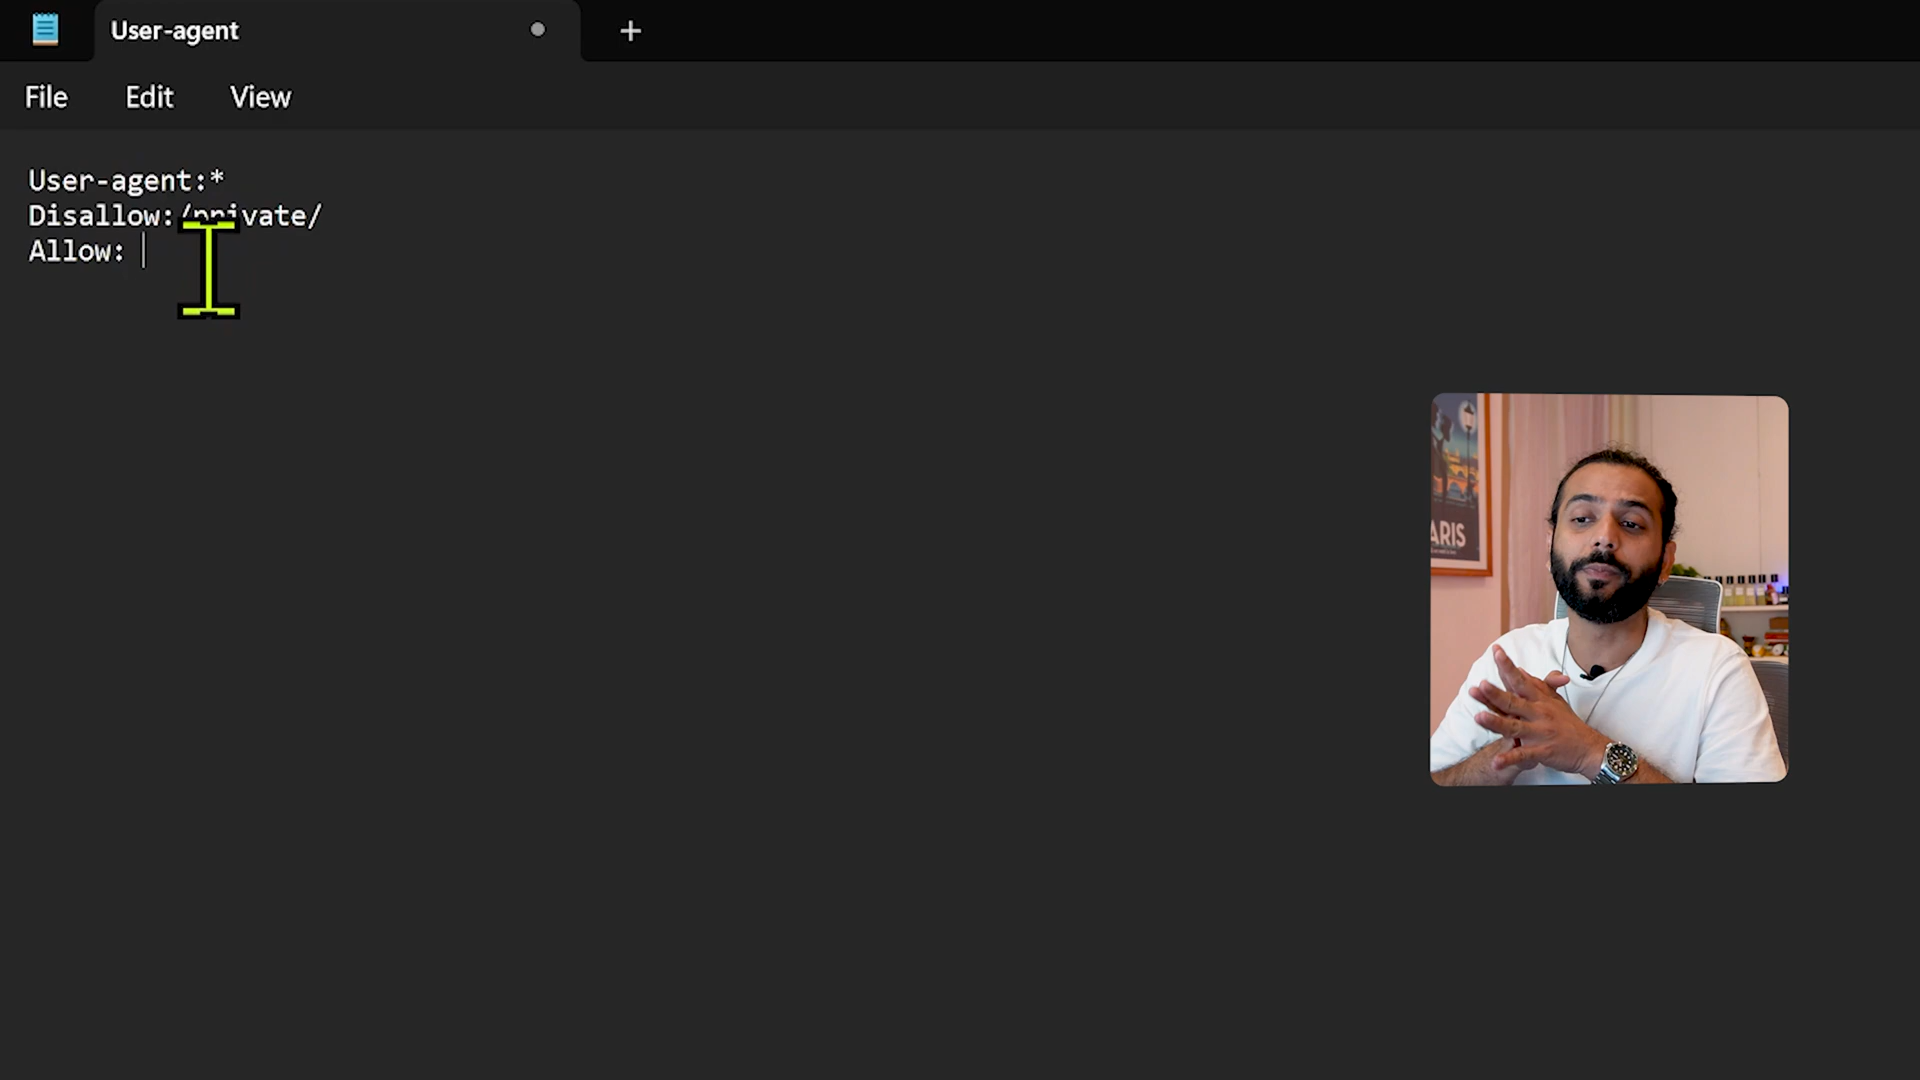 User-agent
File Edit View
User-agent:*
Disallow:/private/
Allow:
ARIS